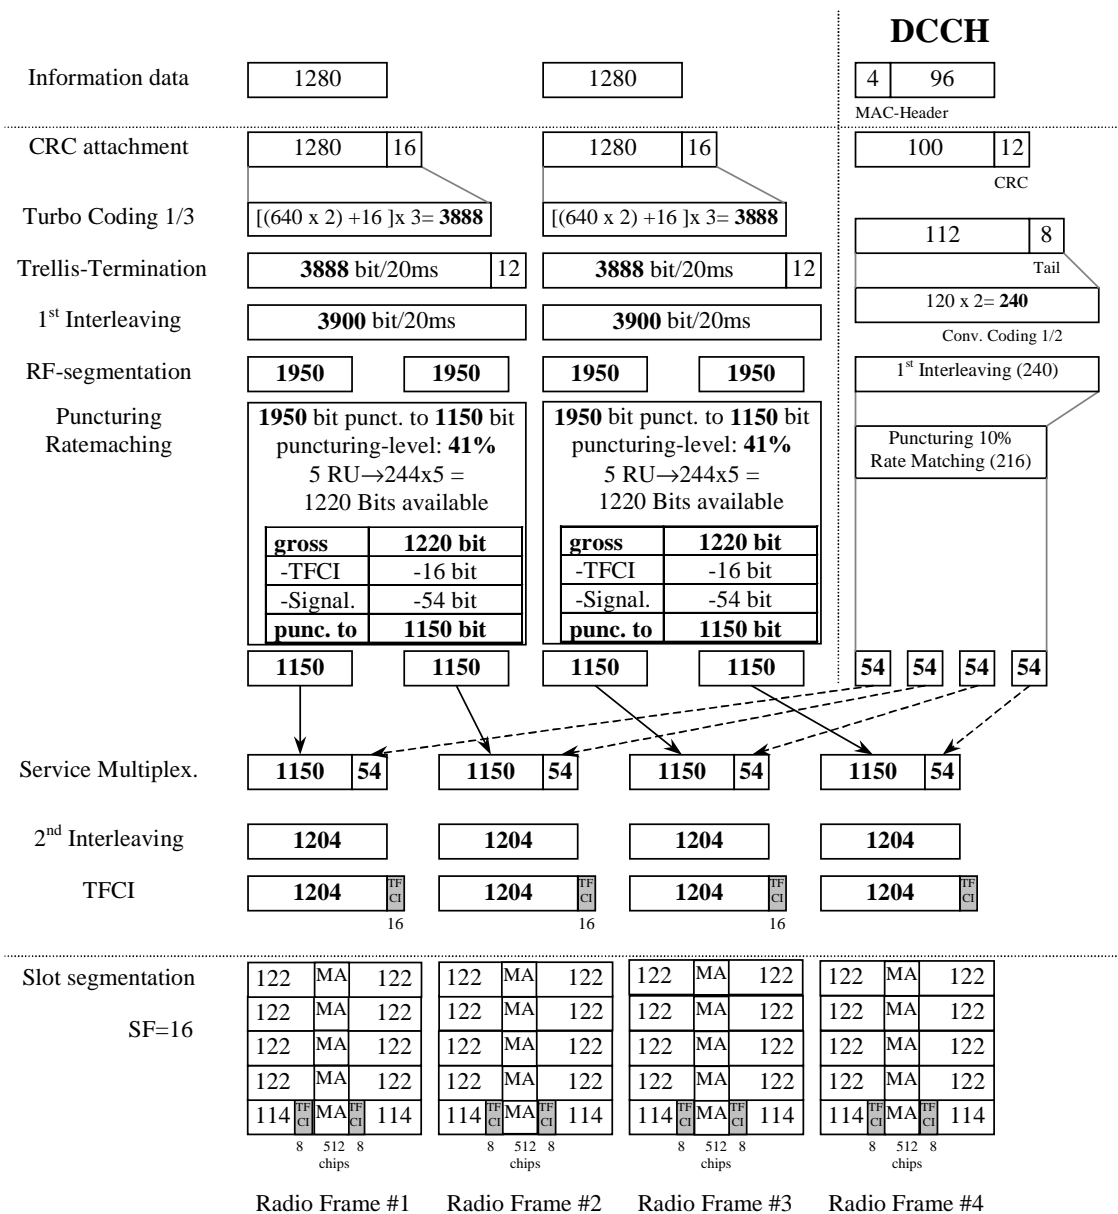 DCCH
Information data 1280 1280 4 96
MAC-Header
CRC attachment 1280 16 1280 16 100 12
CRC
Turbo Coding 1/3 [(640 x 2) +16 ]x 3= 3888 [(640 x 2) +16 ]x 3= 3888
112 8
Trellis-Termination 3888 bit/20ms 12 3888 bit/20ms 12
Tail
120 x 2= 240
1st Interleaving 3900 bit/20ms 3900 bit/20ms
Conv. Coding 1/2
RF-segmentation 1950 1950 1950 1950 1st Interleaving (240)
Puncturing
Ratemaching
1950 bit punct. to 1150 bit
puncturing-level: 41%
5 RU→244x5 =
1220 Bits available
gross 1220 bit
-TFCI -16 bit
-Signal. -54 bit
punc. to 1150 bit
1950 bit punct. to 1150 bit
puncturing-level: 41%
5 RU→244x5 =
1220 Bits available
gross 1220 bit
-TFCI -16 bit
-Signal. -54 bit
punc. to 1150 bit
Puncturing 10%
Rate Matching (216)
1150 1150 1150 1150 54 54 54 54
Service Multiplex. 1150 54 1150 54 1150 54 1150 54
2nd Interleaving 1204 1204 1204 1204
TFCI 1204 TF CI 1204 TF CI 1204 TF CI 1204 TF CI
16 16 16
Slot segmentation 122 MA 122 122 MA 122 122 MA 122 122 MA 122
SF=16 122 MA 122 122 MA 122 122 MA 122 122 MA 122
122 MA 122 122 MA 122 122 MA 122 122 MA 122
122 MA 122 122 MA 122 122 MA 122 122 MA 122
114 TF CI MA TF CI 114 114 TF CI MA TF CI 114 114 TF CI MA TF CI 114 114 TF CI MA TF CI 114
8 512 8 8 512 8 8 512 8 8 512 8
chips chips chips chips
Radio Frame #1 Radio Frame #2 Radio Frame #3 Radio Frame #4